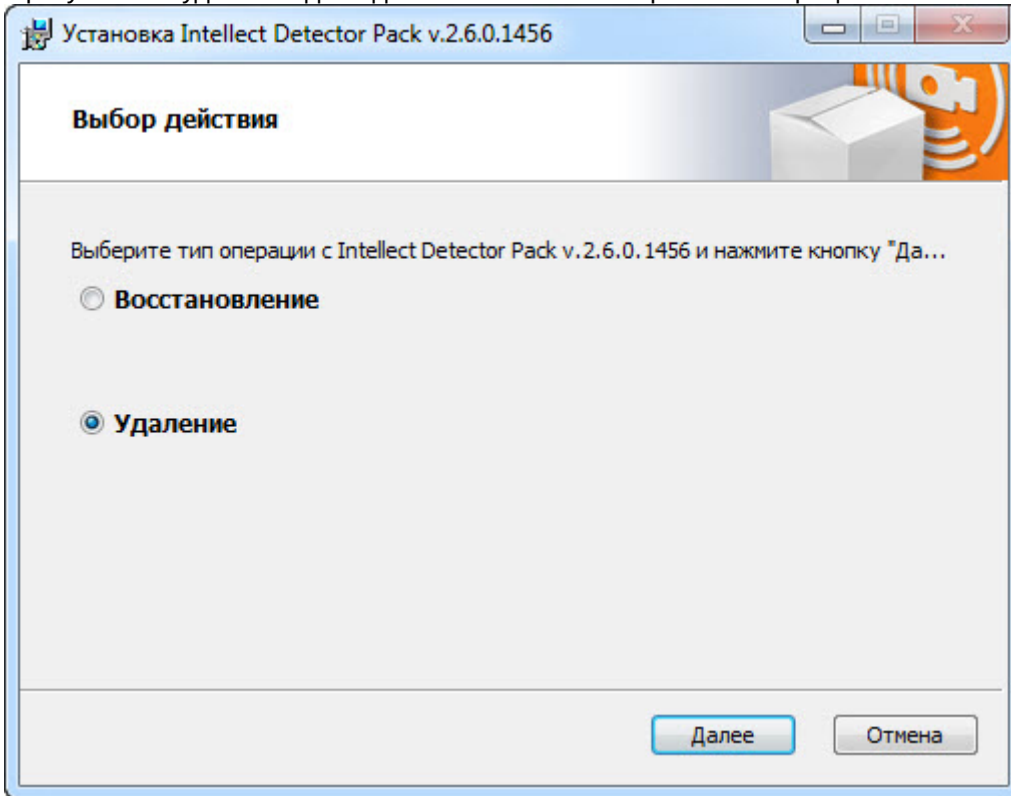 Установка Intellect Detector Pack v.2.6.0.1456
Выбор действия
Выберите тип операции с Intellect Detector Pack v.2.6.0.1456 и нажмите кнопку "Да...
Восстановление
Удаление
Далее
Отмена